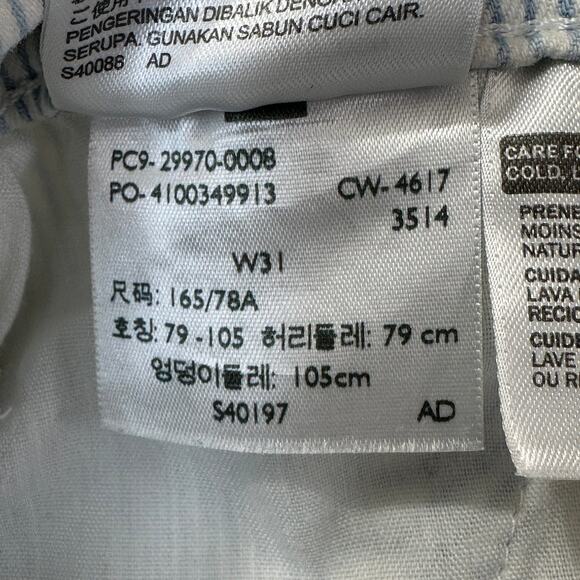 PENGERINGAN DIBALIK DENGA
SERUPA. GUNAKAN SABUN CUCI CAIR.
S40088 AD
PC9- 29970-0008
PO- 4100349913 CW- 4617
3514
W31
尺码: 165/78A
호칭: 79 -105 허리둘레: 79 cm
엉덩이둘레: 105cm
S40197 AD
CARE FO
COLD. L
PRENE
MOINS
NATUR
CUIDA
LAVA
RECIC
CUIDE
LAVE
OU RE